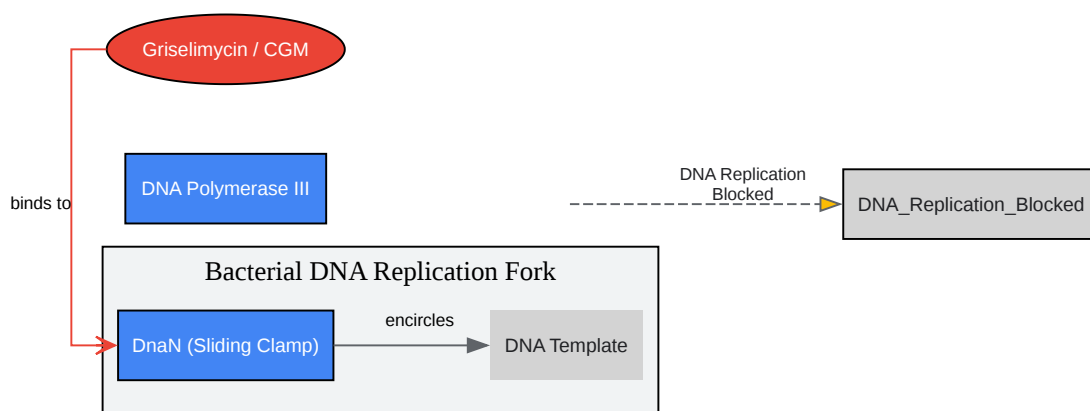 Griselimycin / CGM
DNA Polymerase III
DNA Replication
Blocked
DNA_Replication_Blocked
binds to
Bacterial DNA Replication Fork
DnaN (Sliding Clamp)
encircles
DNA Template